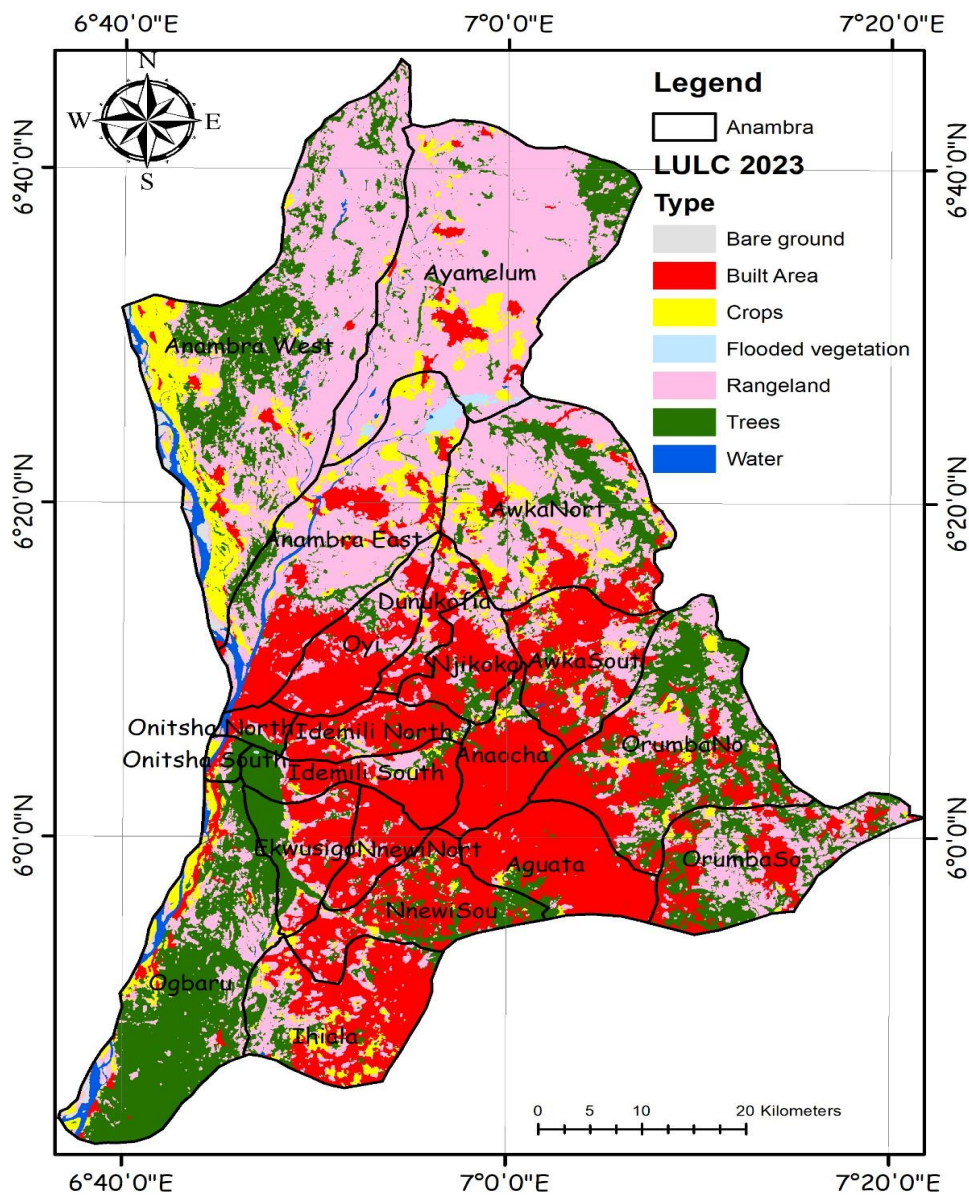 6°40'0"E 7°0'0"E 7°20'0"E
N
W E
S
Legend
Anambra
LULC 2023
Type
Bare ground
Built Area
Crops
Flooded vegetation
Rangeland
Trees
Water
6°40'0"N 6°40'0"N
Ayamelum
Anambra West
6°20'0"N 6°20'0"N
AwkaNort
Anambra East
Dunukofia
Oyi
Njikoka
AwkaSout
Onitsha North
Idemili North
OrumbaNo
Onitsha South
Anaocha
Idemili South
6°0'0"N 6°0'0"N
Ekwusigo
NnewiNort
Aguata
OrumbaSo
NnewiSou
Ogbaru
Ihiala
0 5 10 20 Kilometers
6°40'0"E 7°0'0"E 7°20'0"E